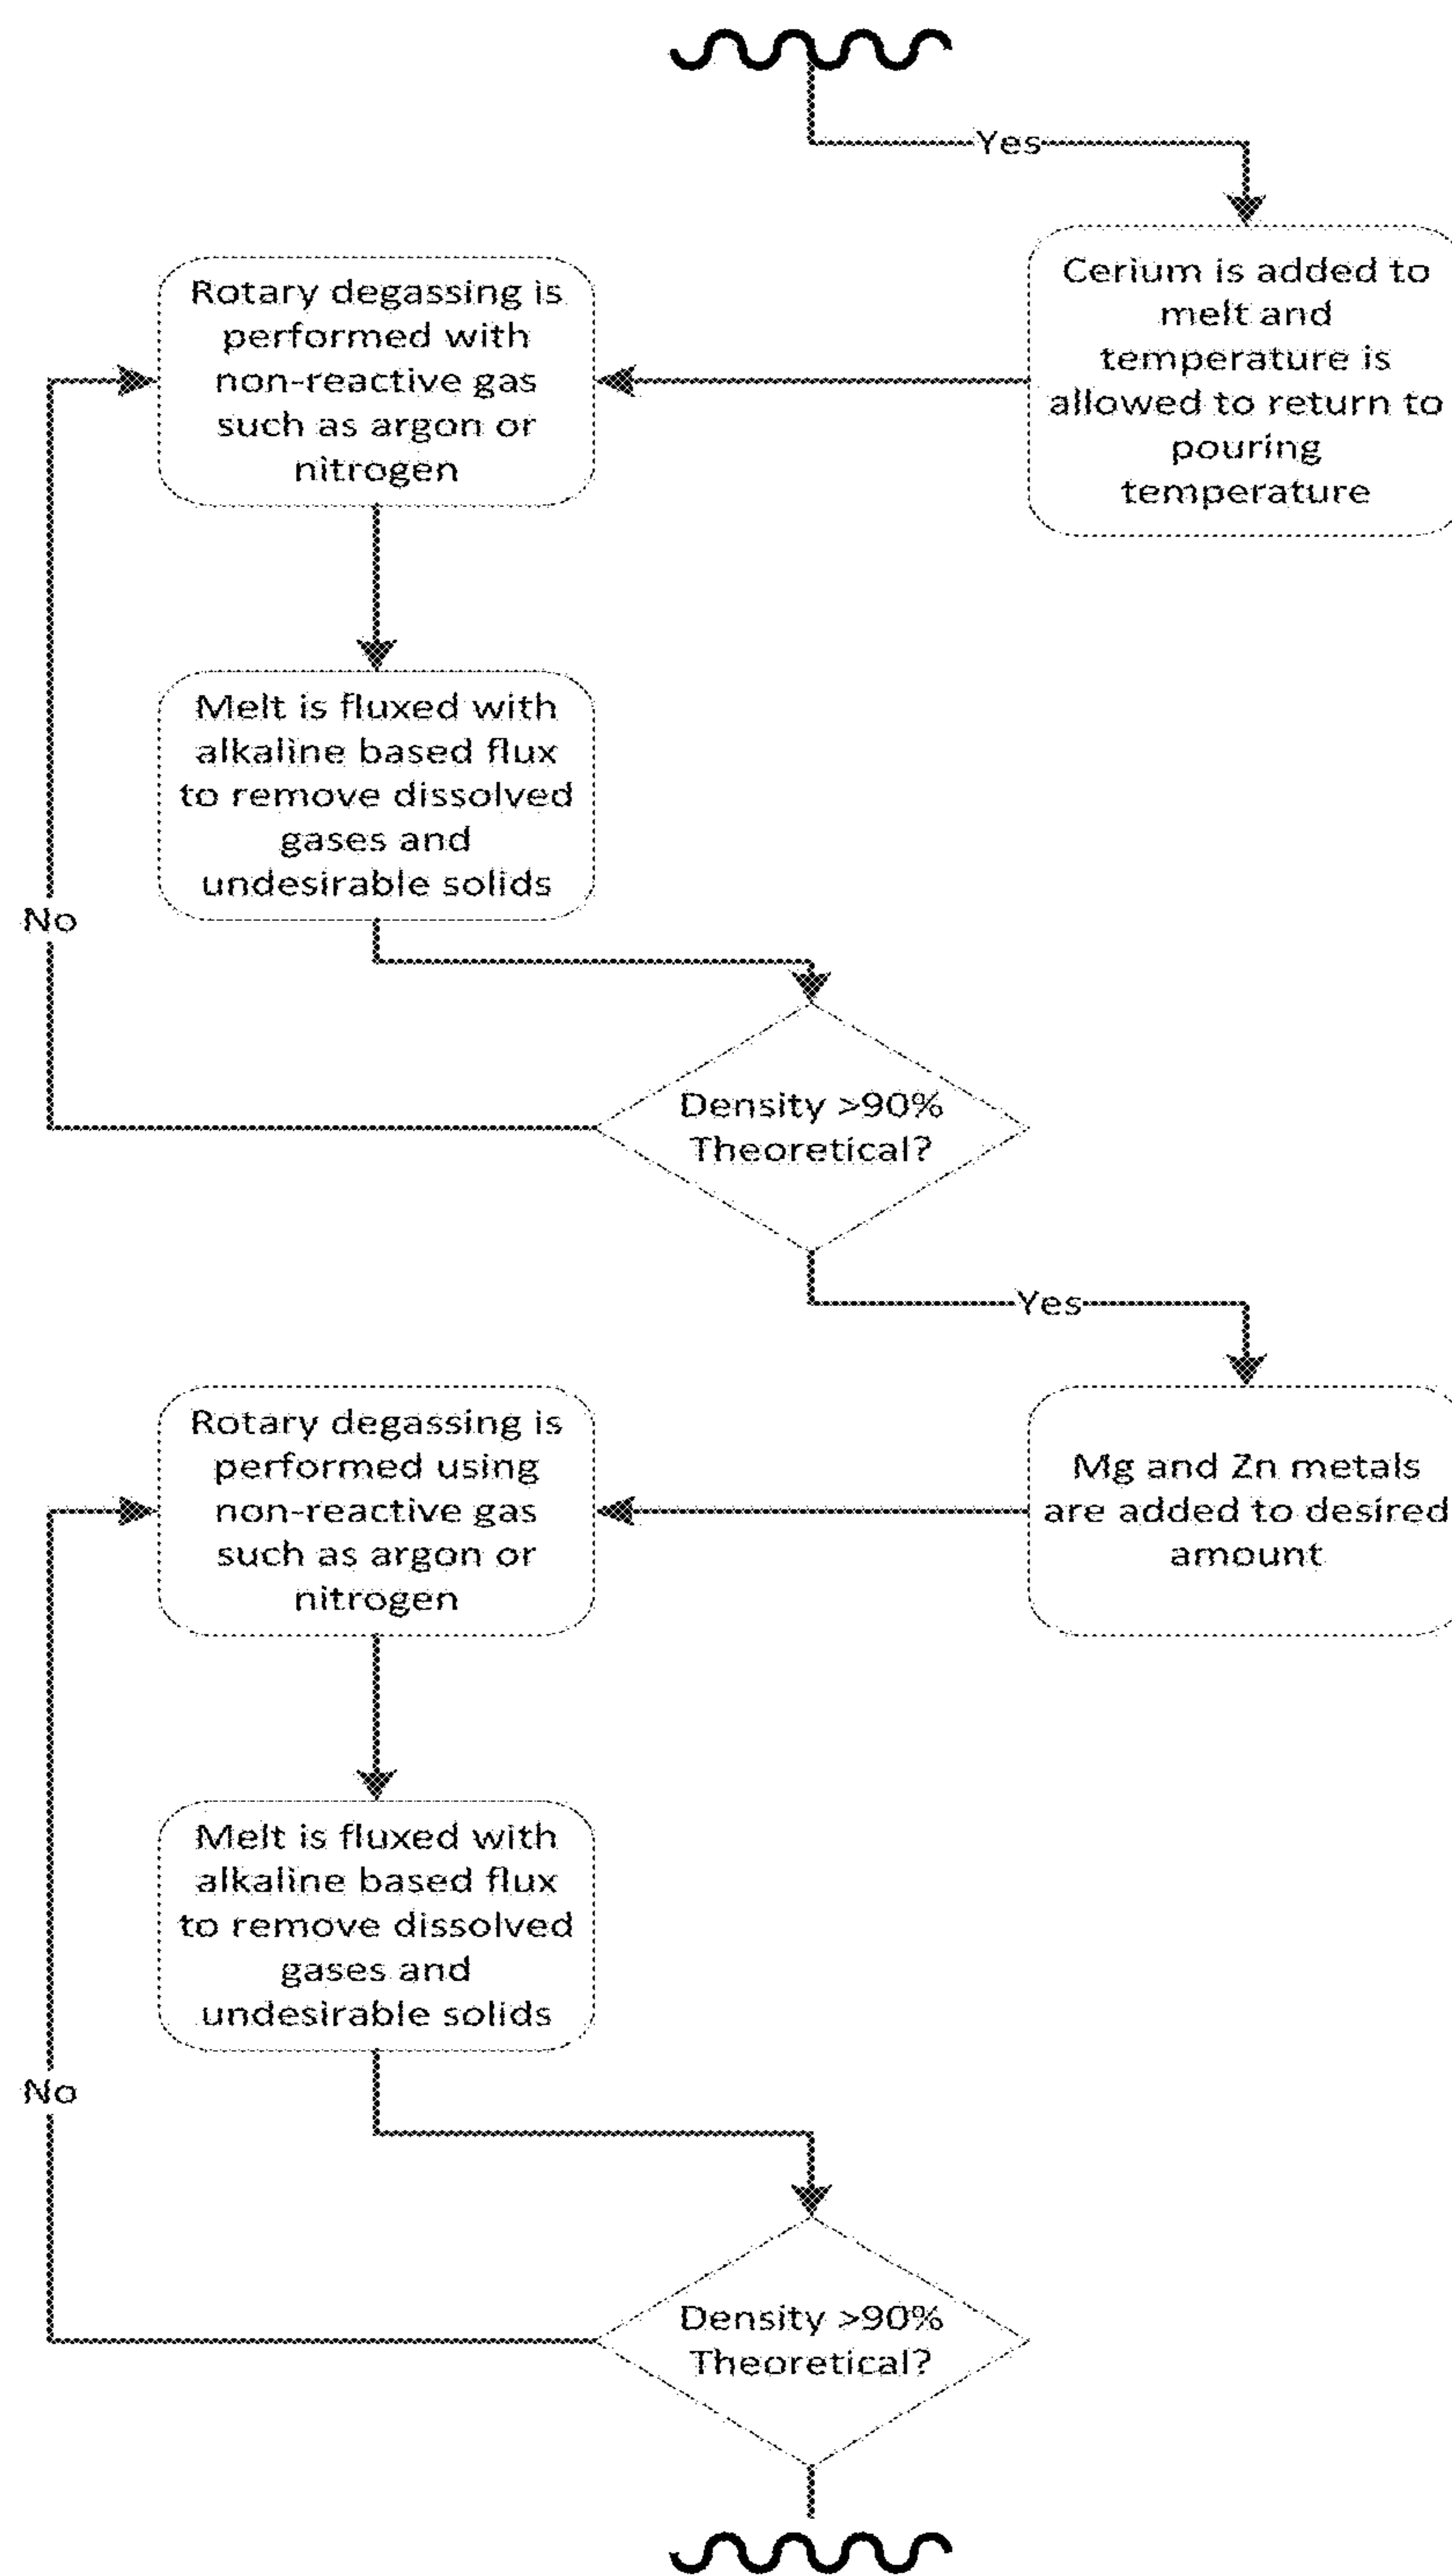 Yes
Cerium is added to
melt and
temperature is
allowed to return to
pouring
temperature
Rotary degassing is
performed with
non-reactive gas
such as argon or
nitrogen
Melt is fluxed with
alkaline based flux
to remove dissolved
gases and
undesirable solids
No
Density >90%
Theoretical?
Yes
Mg and Zn metals
are added to desired
amount
Rotary degassing is
performed using
non-reactive gas
such as argon or
nitrogen
Melt is fluxed with
alkaline based flux
to remove dissolved
gases and
undesirable solids
No
Density >90%
Theoretical?